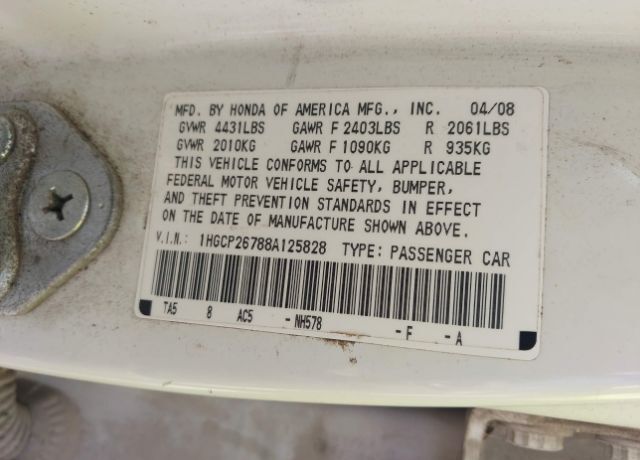 MFD. BY HONDA OF AMERICA MFG., INC. 04/08
GVWR 4431LBS GAWR F 2403LBS R 2061LBS
GVWR 2010KG GAWR F 1090KG R 935KG
THIS VEHICLE CONFORMS TO ALL APPLICABLE
FEDERAL MOTOR VEHICLE SAFETY, BUMPER,
AND THEFT PREVENTION STANDARDS IN EFFECT
ON THE DATE OF MANUFACTURE SHOWN ABOVE.
V.I.N.: 1HGCP26788A125828 TYPE: PASSENGER CAR
TA5 8 AC5 - NH578 - F - A